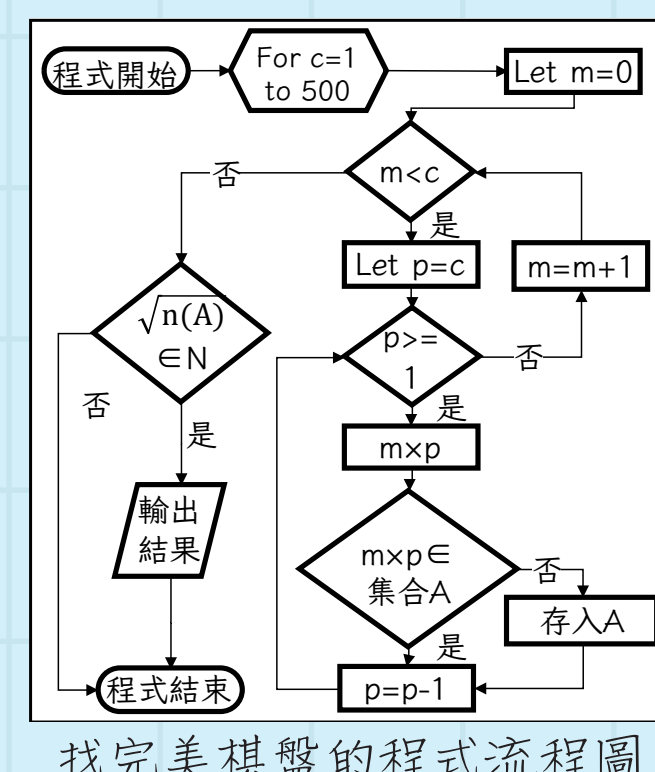 程式開始
For c=1
to 500
Let m=0
m<c
否
是
Let p=c
m=m+1
√n(A)
∈N
p>=
1
否
否
是
是
m×p
輸出
結果
m×p∈
集合A
否
存入A
是
程式結束
p=p-1
找完美棋盤的程式流程圖